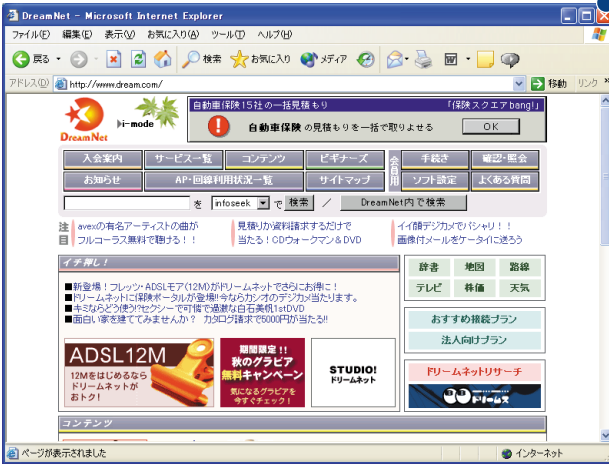 DreamNet - Microsoft Internet Explorer
ファイル(F) 編集(E) 表示(V) お気に入り(A) ツール(T) ヘルプ(H)
戻る 検索 お気に入り メディア
アドレス(D) http://www.dream.com/ 移動 リンク
Dream Net
i-mode
自動車保険15社の一括見積もり 「保険スクエアbang!」
自動車保険 の見積もりを一括で取りよせる OK
入会案内 サービス一覧 コンテンツ ビギナーズ 会員用 手続き 確認・照会
お知らせ AP・回線利用状況一覧 サイトマップ ソフト設定 よくある質問
を infoseek で 検索 / DreamNet内で検索
注目
avexの有名アーティストの曲が
フルコーラス無料で聴ける!!
見積りか資料請求するだけで
当たる!CDウォークマン&DVD
イイ顔デジカメでパシャリ!!
画像付メールをケータイに送ろう
イチ押し!
■新登場!フレッツ・ADSLモア(12M)がドリームネットでさらにお得に!
■ドリームネットに保険ポータルが登場!!今ならカシオのデジカメ当たります。
■キミならどう使う!?セクシーで可憐で過激な白石美帆1stDVD
■面白い家を建ててみませんか? カタログ請求で5000円が当たる!!
ADSL12M
12Mをはじめるなら
ドリームネットが
おトク!
期間限定!!
秋のグラビア
無料キャンペーン
気になるグラビアを
今すぐチェック!
STUDIO!
ドリームネット
辞書 地図 路線
テレビ 株価 天気
おすすめ接続プラン
法人向けプラン
ドリームネットリサーチ
ドリームズ
コンテンツ
ページが表示されました インターネット